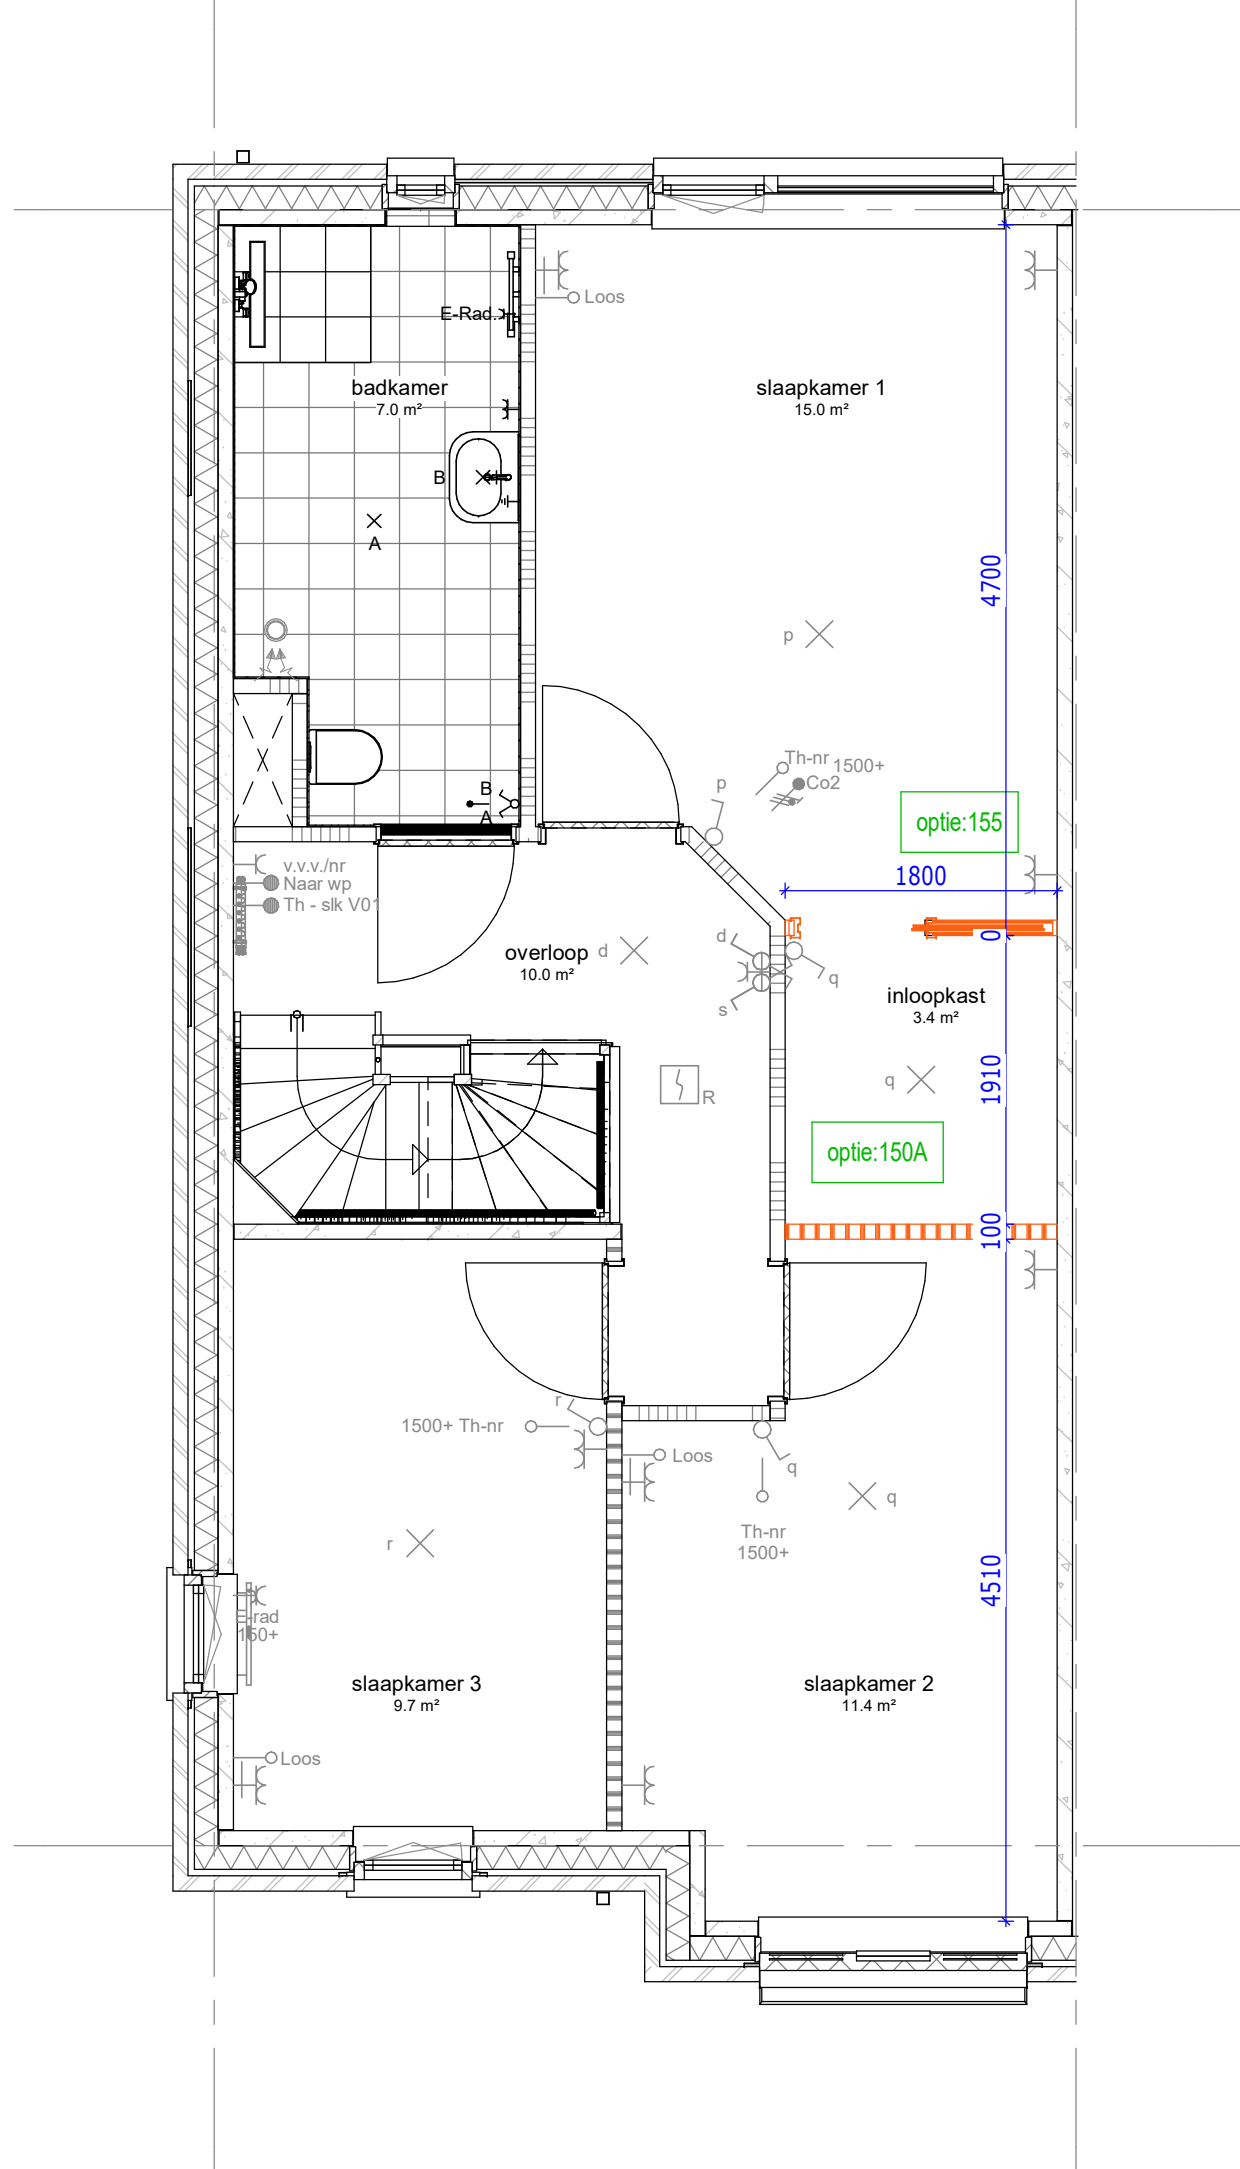 Loos
E-Rad.
badkamer
7.0 m²
slaapkamer 1
15.0 m²
B
A
4700
p
Th-nr
1500+
Co2
p
B
A
optie:155
v.v.v./nr
Naar wp
Th - slk V01
1800
overloop
10.0 m²
d
d
q
s
0
inloopkast
3.4 m²
q
R
1910
optie:150A
100
r
1500+ Th-nr
Loos
q
Th-nr
1500+
q
r
4510
E-rad
150+
slaapkamer 3
9.7 m²
slaapkamer 2
11.4 m²
Loos